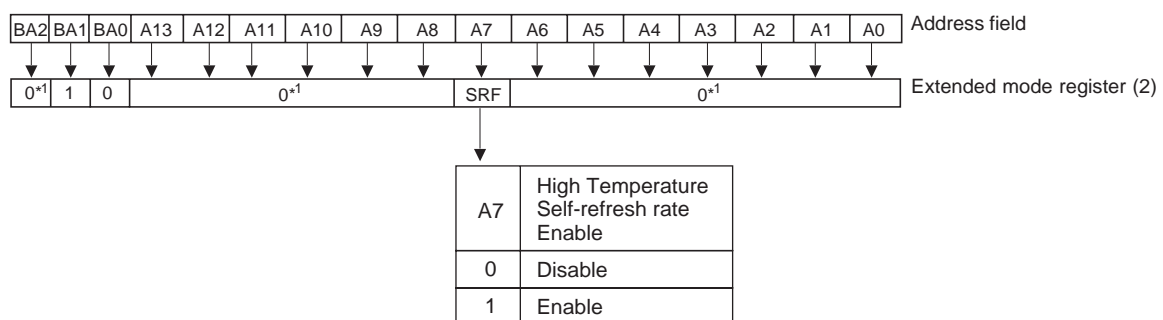 BA2 BA1 BA0 A13 A12 A11 A10 A9 A8 A7 A6 A5 A4 A3 A2 A1 A0 Address field
0*1 1 0 0*1 SRF 0*1 Extended mode register (2)
A7 High Temperature
Self-refresh rate
Enable
0 Disable
1 Enable